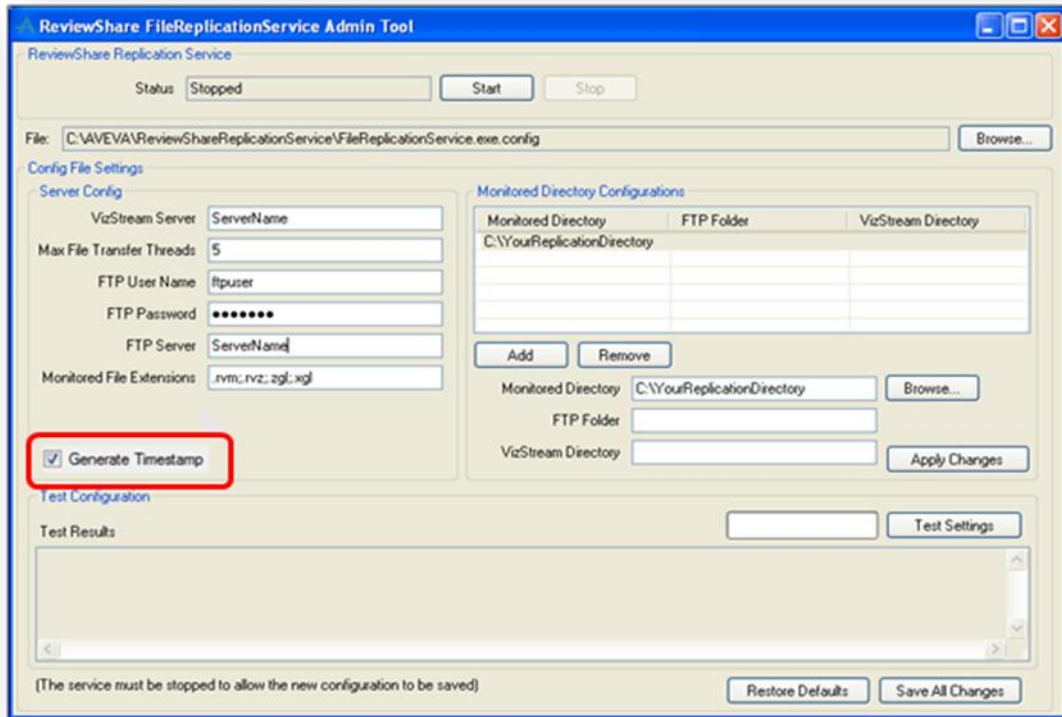 ReviewShare FileReplicationService Admin Tool
ReviewShare Replication Service
Status Stopped Start Stop
File: C:\AVEVA\ReviewShareReplicationService\FileReplicationService.exe.config Browse...
Config File Settings
Server Config
VizStream Server ServerName
Max File Transfer Threads 5
FTP User Name ftpuser
FTP Password •••••••
FTP Server ServerName
Monitored File Extensions .rvm;.rvz;.zgl;.xgl
Generate Timestamp
Monitored Directory Configurations
Monitored Directory FTP Folder VizStream Directory
C:\YourReplicationDirectory
Add Remove
Monitored Directory C:\YourReplicationDirectory Browse...
FTP Folder
VizStream Directory
Apply Changes
Test Configuration
Test Results
Test Settings
(The service must be stopped to allow the new configuration to be saved)
Restore Defaults Save All Changes